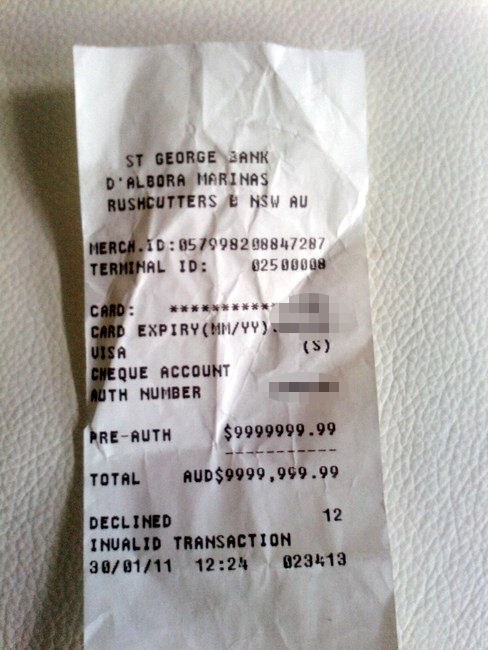 ST GEORGE BANK
D'ALBORA MARINAS
RUSHCUTTERS B NSW AU
MERCH.ID:057998208847287
TERMINAL ID: 02500008
CARD: **********
CARD EXPIRY(MM/YY).
VISA (S)
CHEQUE ACCOUNT
AUTH NUMBER
PRE-AUTH $9999999.99
-----------
TOTAL AUD$9999,999.99
DECLINED 12
INVALID TRANSACTION
30/01/11 12:24 023413